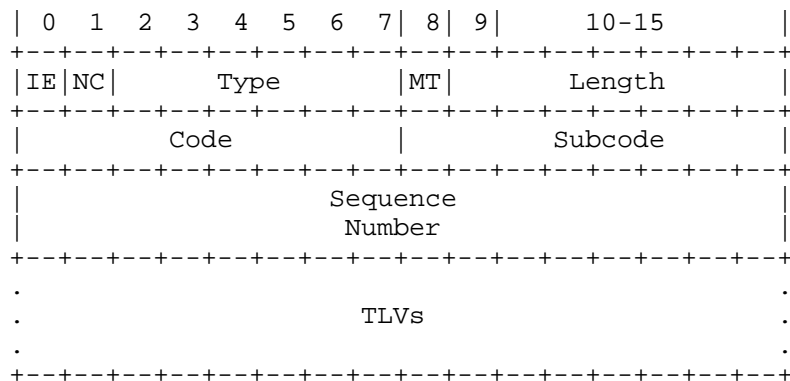 | 0  1  2  3  4  5  6  7| 8| 9|     10-15      |
+--+--+--+--+--+--+--+--+--+--+--+--+--+--+--+--+
|IE|NC|      Type       |MT|       Length       |
+--+--+--+--+--+--+--+--+--+--+--+--+--+--+--+--+
|         Code          |          Subcode      |
+--+--+--+--+--+--+--+--+--+--+--+--+--+--+--+--+
|                   Sequence                    |
|                    Number                     |
+--+--+--+--+--+--+--+--+--+--+--+--+--+--+--+--+
.                                               .
.                     TLVs                      .
.                                               .
+--+--+--+--+--+--+--+--+--+--+--+--+--+--+--+--+